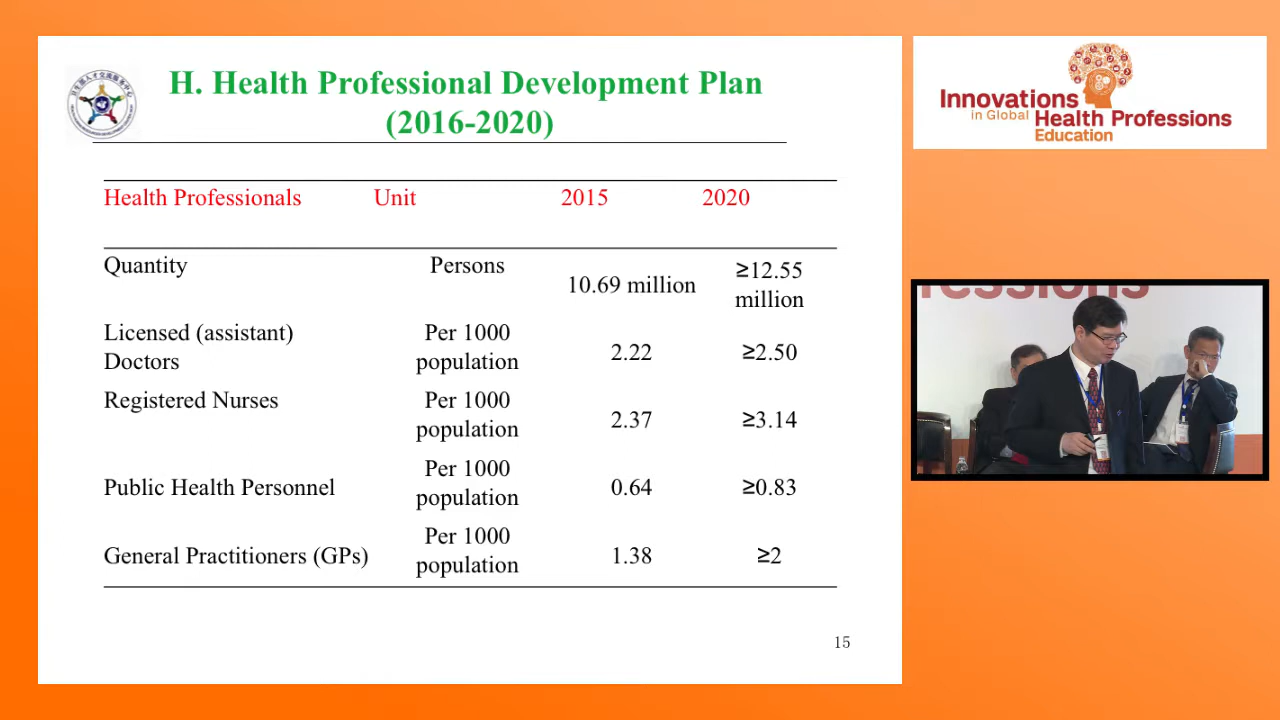 H. Health Professional Development Plan
(2016-2020)
Health Professionals Unit 2015 2020
Quantity Persons 10.69 million ≥12.55 million
Licensed (assistant) Doctors Per 1000 population 2.22 ≥2.50
Registered Nurses Per 1000 population 2.37 ≥3.14
Public Health Personnel Per 1000 population 0.64 ≥0.83
General Practitioners (GPs) Per 1000 population 1.38 ≥2
15
Innovations
in Global Health Professions
Education